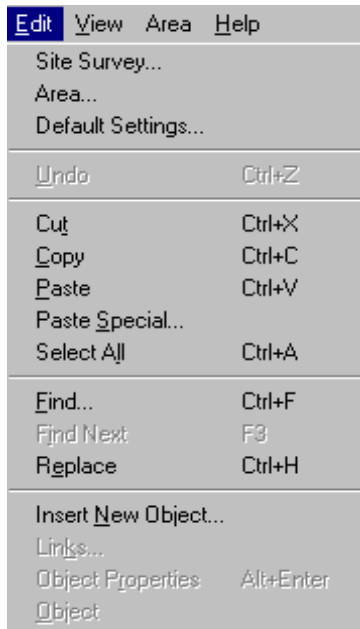 Edit View Area Help
Site Survey...
Area...
Default Settings...
Undo Ctrl+Z
Cut Ctrl+X
Copy Ctrl+C
Paste Ctrl+V
Paste Special...
Select All Ctrl+A
Find... Ctrl+F
Find Next F3
Replace Ctrl+H
Insert New Object...
Links...
Object Properties Alt+Enter
Object